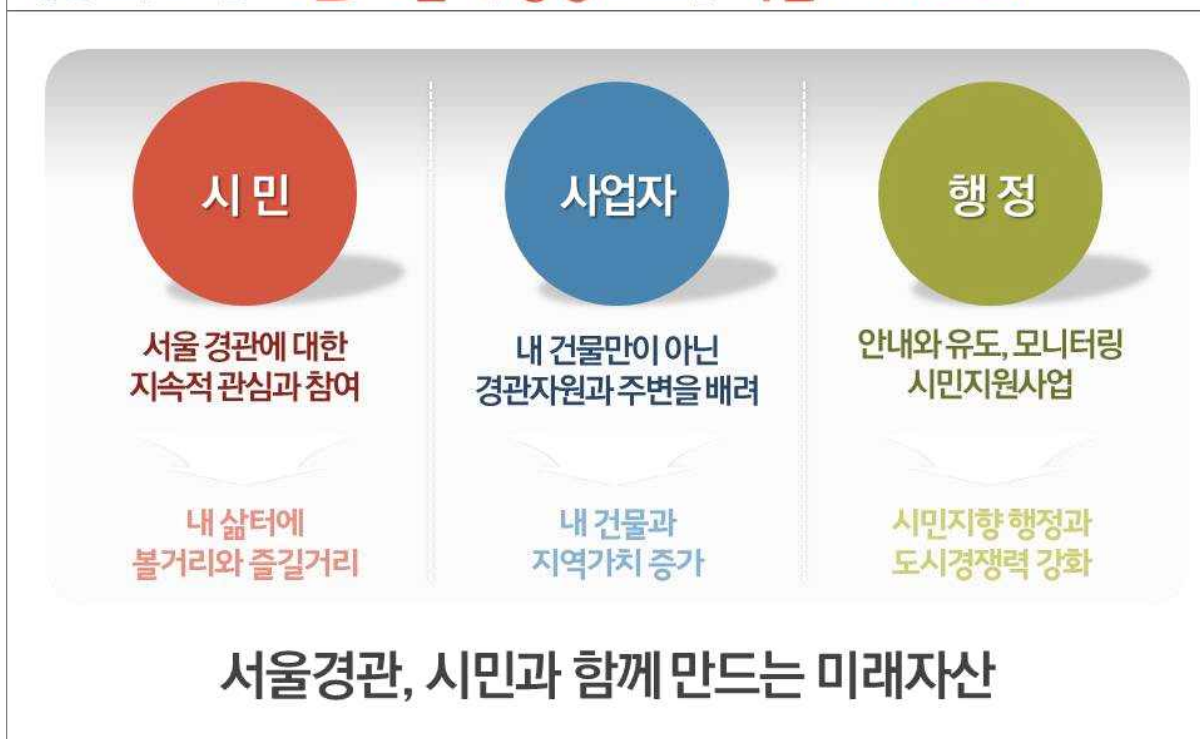 시민
서울 경관에 대한
지속적 관심과 참여
내 삶터에
볼거리와 즐길거리
사업자
내 건물만이 아닌
경관자원과 주변을 배려
내 건물과
지역가치 증가
행정
안내와 유도, 모니터링
시민지원사업
시민지향 행정과
도시경쟁력 강화
서울경관, 시민과 함께 만드는 미래자산